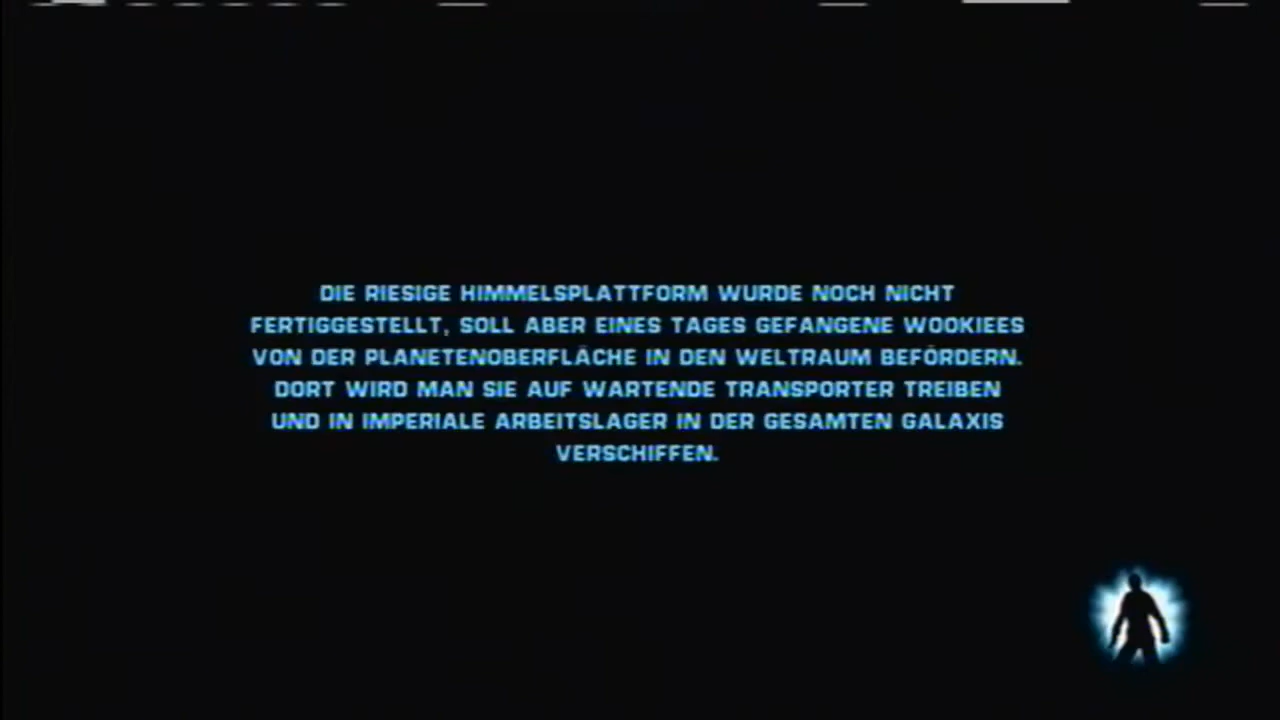 DIE RIESIGE HIMMELSPLATTFORM WURDE NOCH NICHT
FERTIGGESTELLT, SOLL ABER EINES TAGES GEFANGENE WOOKIEES
VON DER PLANETENOBERFLÄCHE IN DEN WELTRAUM BEFÖRDERN.
DORT WIRD MAN SIE AUF WARTENDE TRANSPORTER TREIBEN
UND IN IMPERIALE ARBEITSLAGER IN DER GESAMTEN GALAXIS
VERSCHIFFEN.